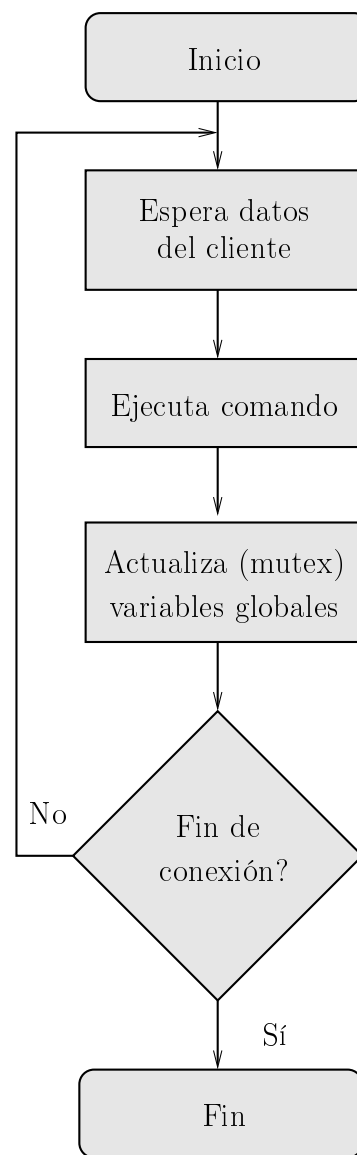 Inicio
Espera datos
del cliente
Ejecuta comando
Actualiza (mutex)
variables globales
No
Fin de
conexión?
Sí
Fin